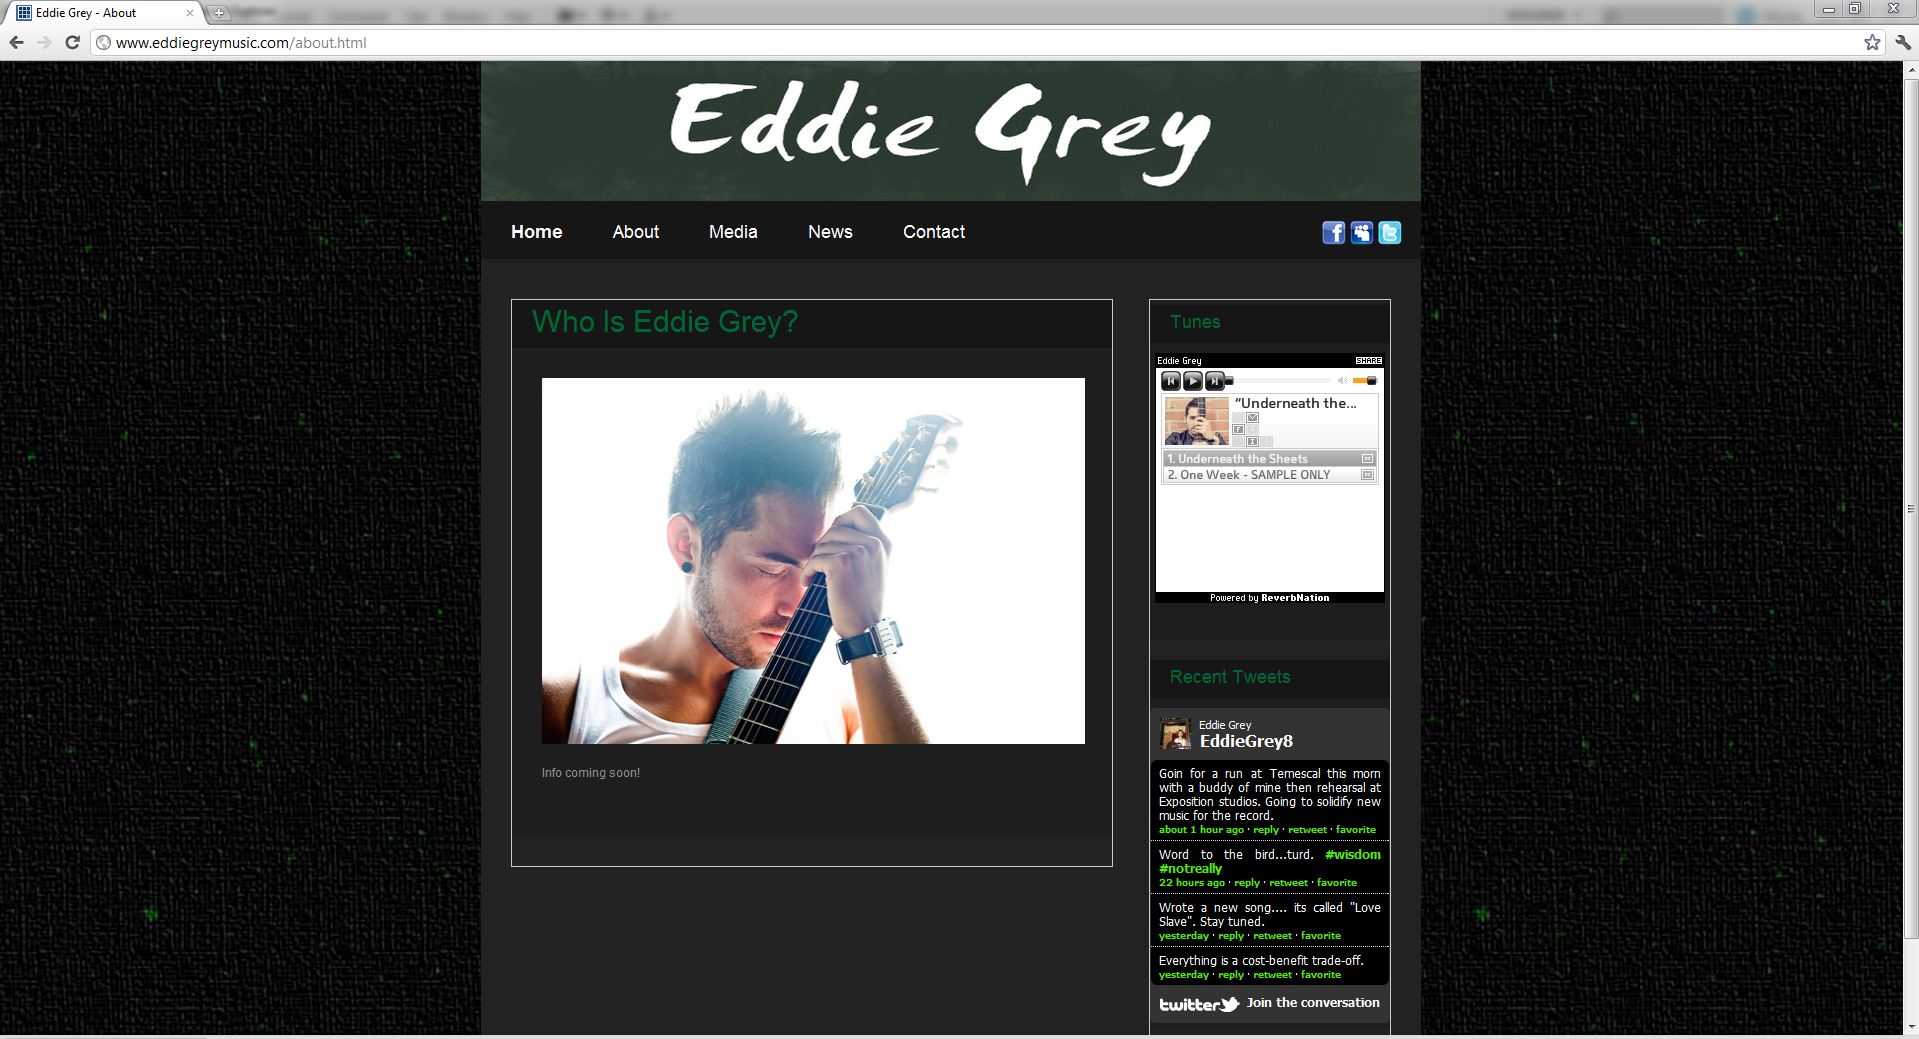 Eddie Grey - About
www.eddiegreymusic.com/about.html
Eddie Grey
Home About Media News Contact
Who Is Eddie Grey?
Info coming soon!
Tunes
Eddie Grey SHARE
"Underneath the...
1. Underneath the Sheets
2. One Week - SAMPLE ONLY
Powered by ReverbNation
Recent Tweets
Eddie Grey
EddieGrey8
Goin for a run at Temescal this morn
with a buddy of mine then rehearsal at
Exposition studios. Going to solidify new
music for the record.
about 1 hour ago · reply · retweet · favorite
Word to the bird...turd. #wisdom
#notreally
22 hours ago · reply · retweet · favorite
Wrote a new song.... its called "Love
Slave". Stay tuned.
yesterday · reply · retweet · favorite
Everything is a cost-benefit trade-off.
yesterday · reply · retweet · favorite
twitter Join the conversation